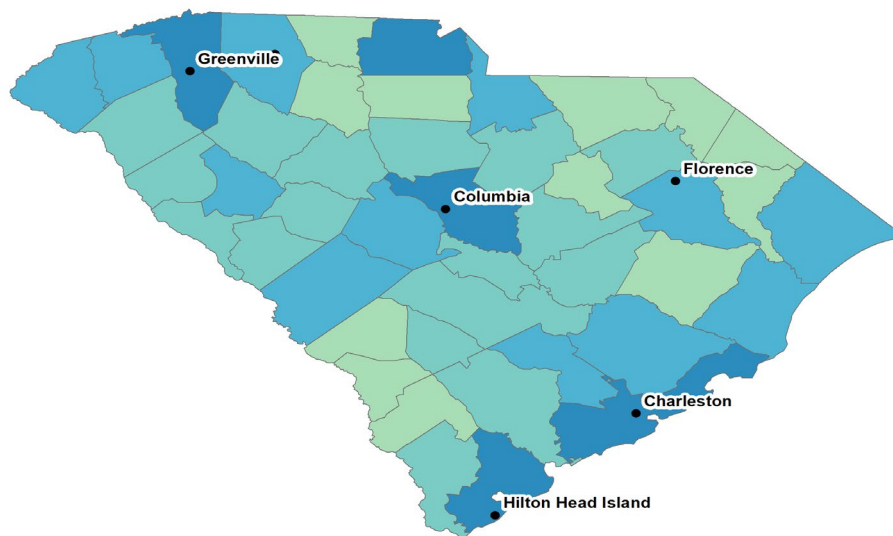 Greenville
Florence
Columbia
Charleston
Hilton Head Island